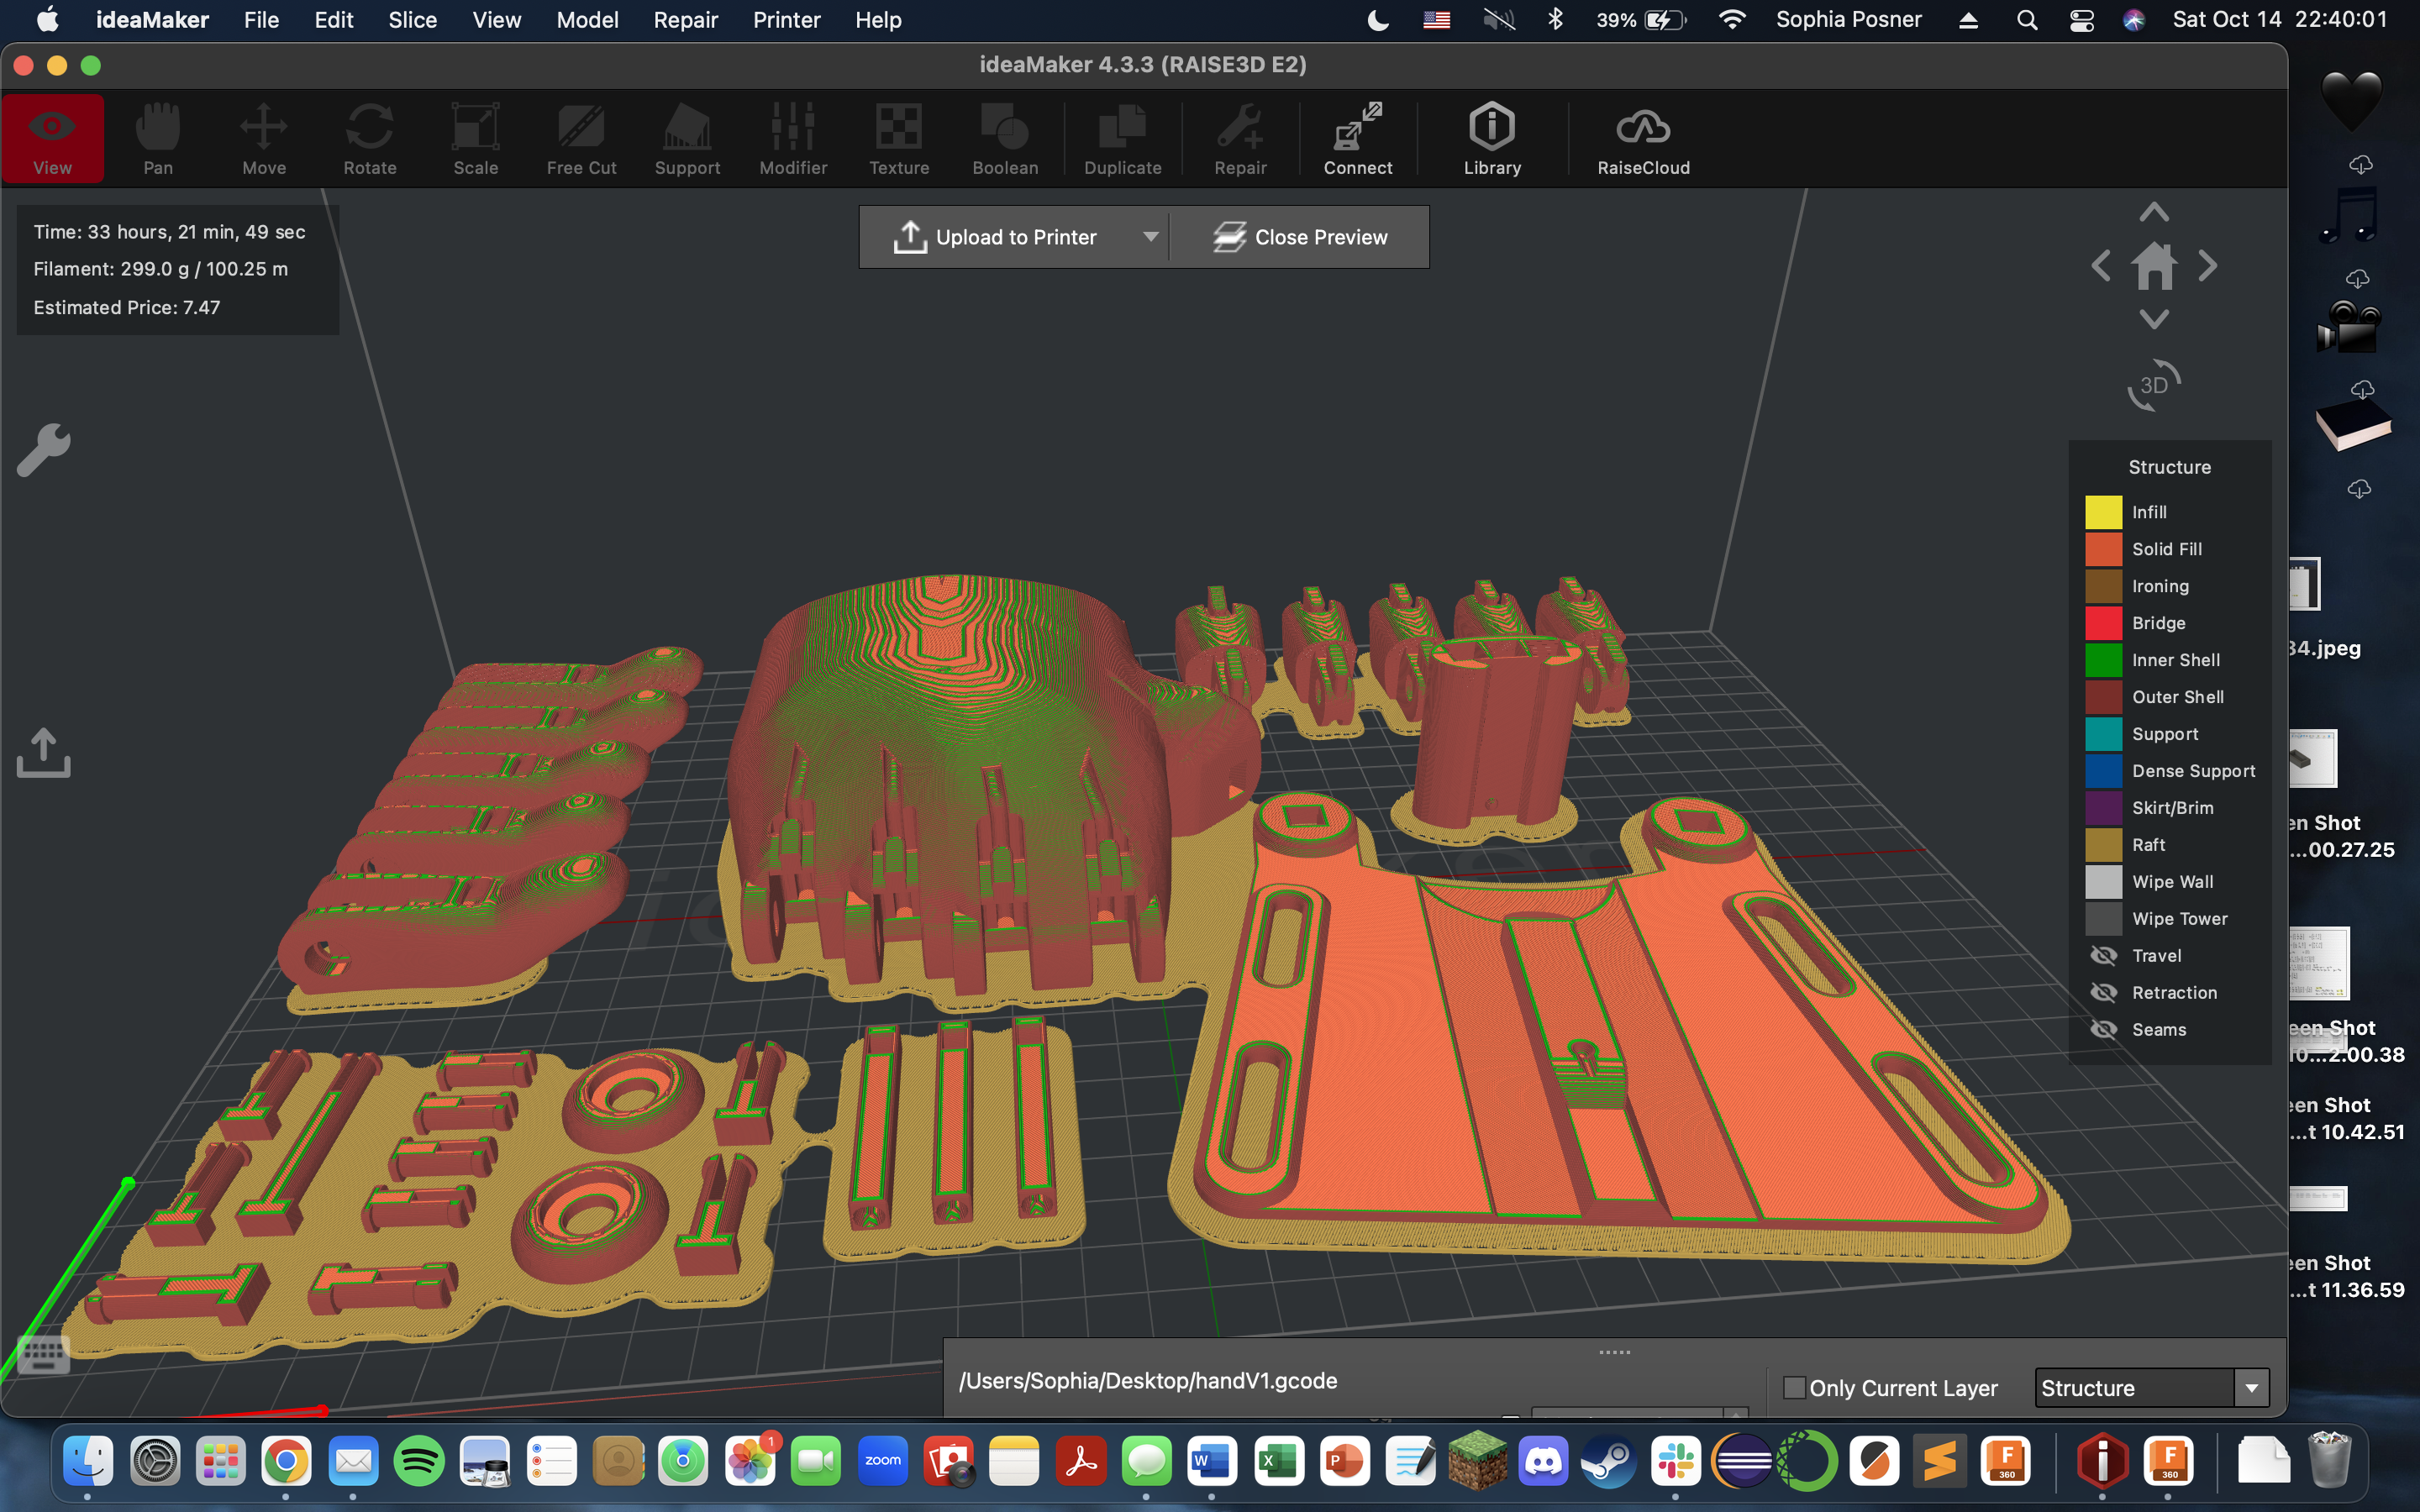 ideaMaker File Edit Slice View Model Repair Printer Help 39% Sophia Posner Sat Oct 14 22:40:01
ideaMaker 4.3.3 (RAISE3D E2)
View Pan Move Rotate Scale Free Cut Support Modifier Texture Boolean Duplicate Repair Connect Library RaiseCloud
Time: 33 hours, 21 min, 49 sec
Filament: 299.0 g / 100.25 m
Estimated Price: 7.47
Upload to Printer Close Preview
3D
Structure
Infill
Solid Fill
Ironing
Bridge
Inner Shell
Outer Shell
Support
Dense Support
Skirt/Brim
Raft
Wipe Wall
Wipe Tower
Travel
Retraction
Seams
34.jpeg
en Shot
...00.27.25
een Shot
0...2.00.38
een Shot
...t 10.42.51
een Shot
...t 11.36.59
/Users/Sophia/Desktop/handV1.gcode
Only Current Layer Structure
1
zoom
W
X
P
F
360
F
360